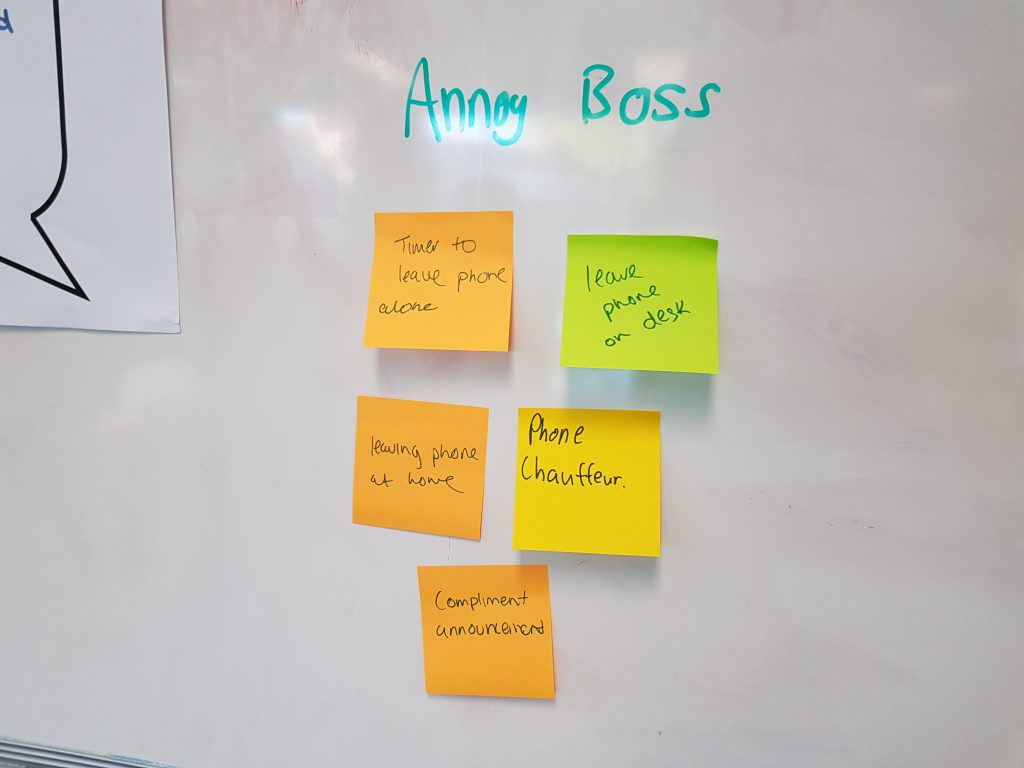 Annoy Boss
Timer to
leave phone
alone
leave
phone
on desk
leaving phone
at home
Phone
Chauffeur.
Compliment
announcement